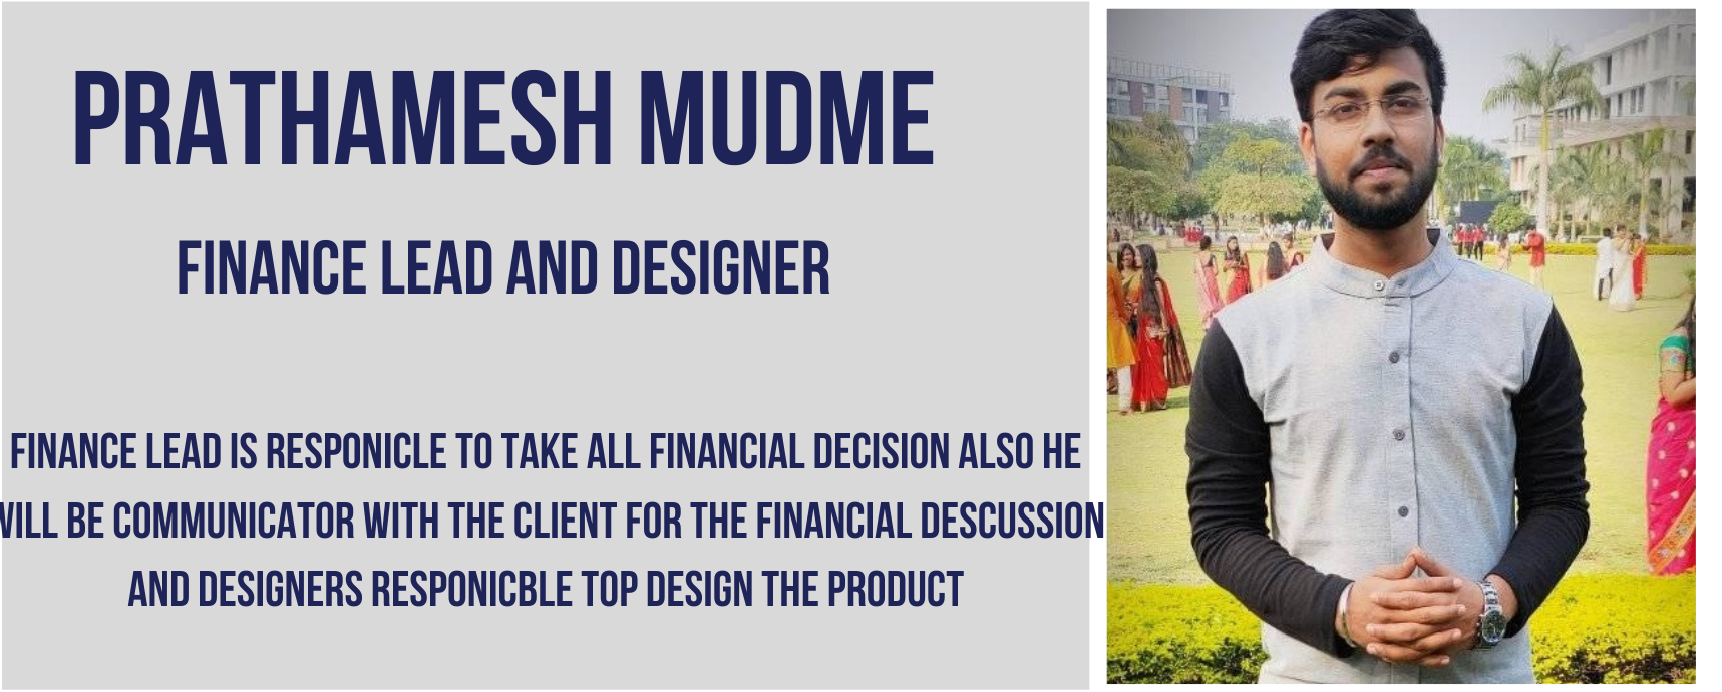 PRATHAMESH MUDME
FINANCE LEAD AND DESIGNER
FINANCE LEAD IS RESPONICLE TO TAKE ALL FINANCIAL DECISION ALSO HE
WILL BE COMMUNICATOR WITH THE CLIENT FOR THE FINANCIAL DESCUSSION
AND DESIGNERS RESPONICBLE TOP DESIGN THE PRODUCT